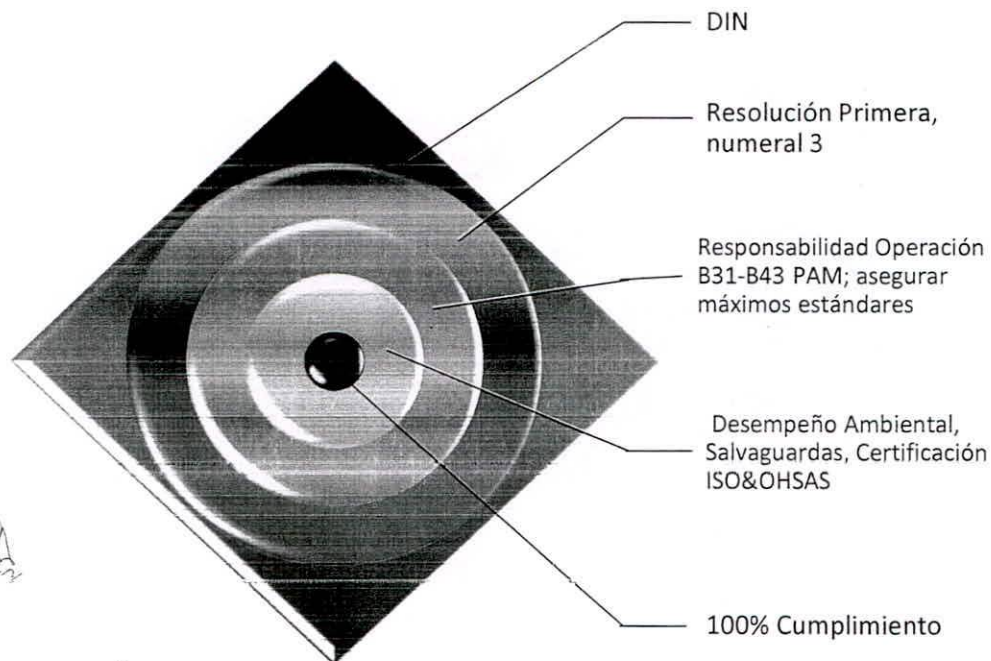 DIN
Resolución Primera,
numeral 3
Responsabilidad Operación
B31-B43 PAM; asegurar
máximos estándares
Desempeño Ambiental,
Salvaguardas, Certificación
ISO&OHSAS
100% Cumplimiento